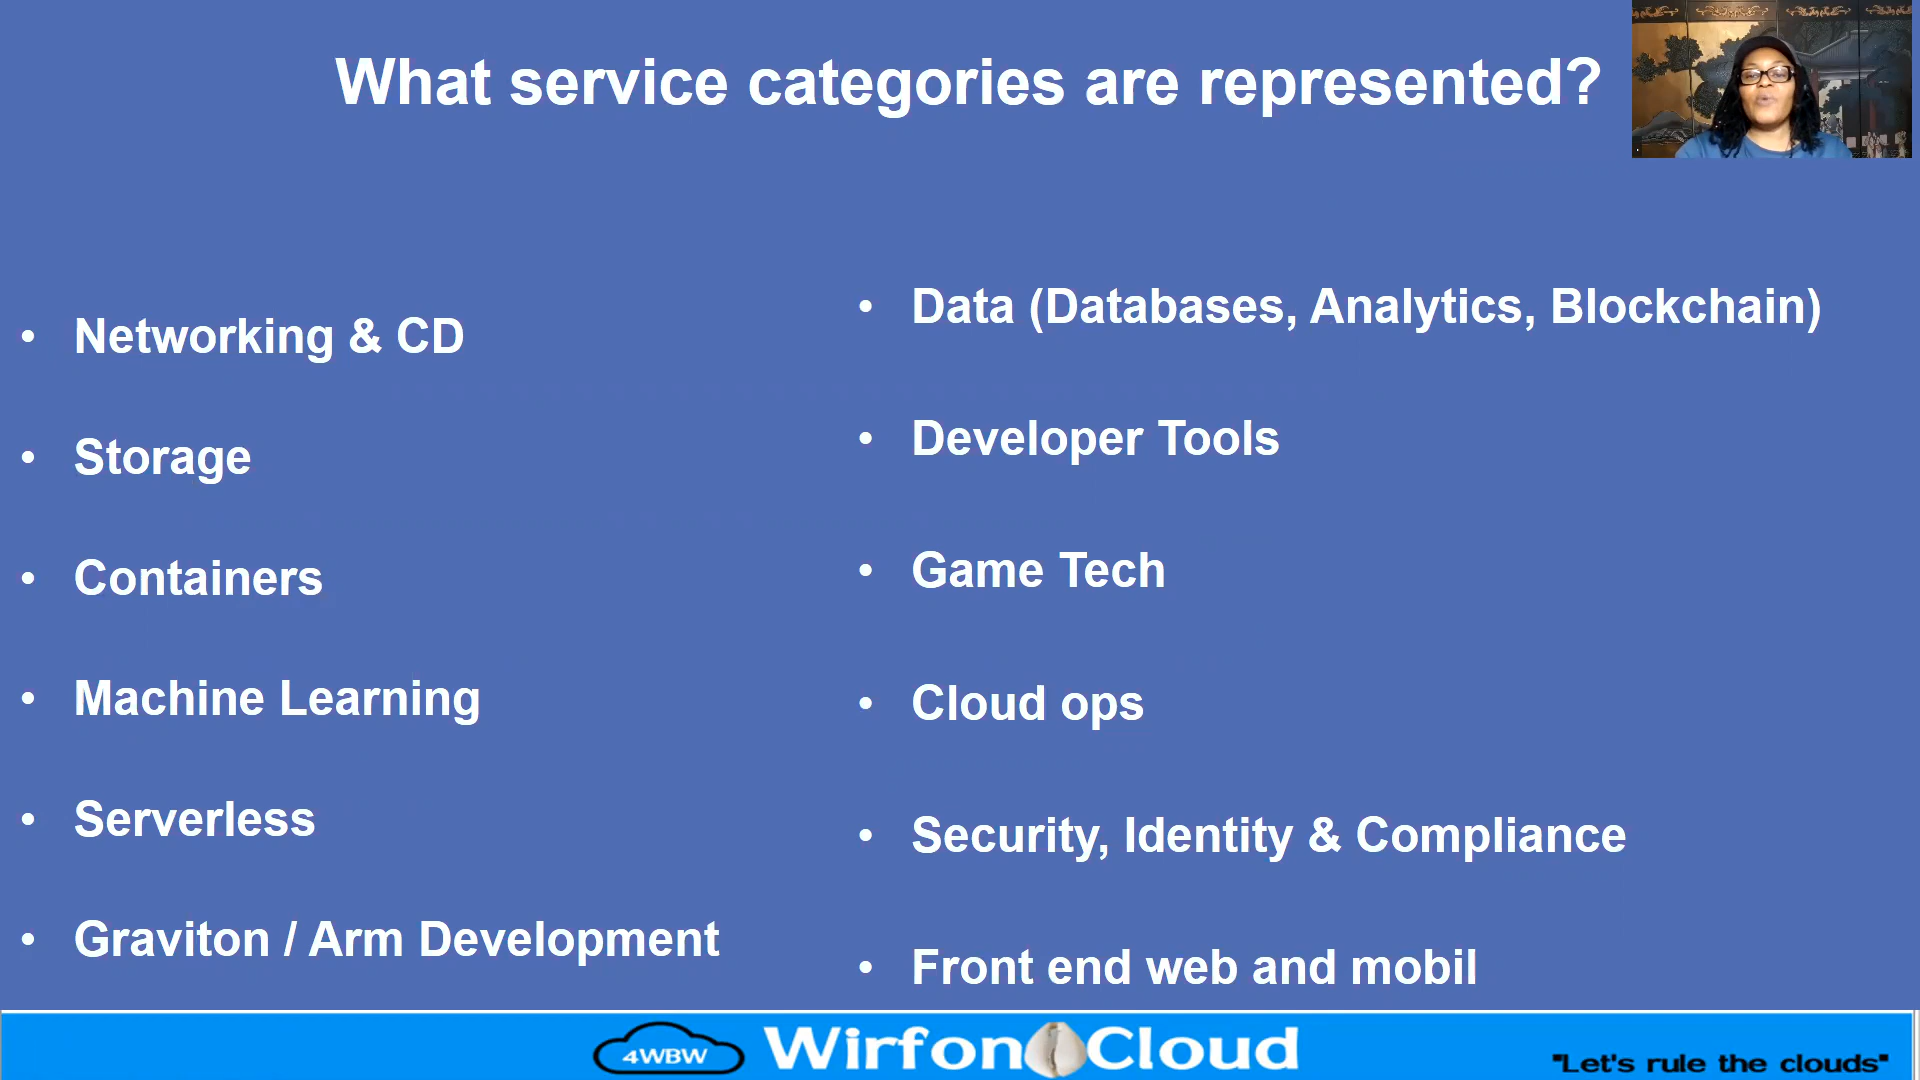 What service categories are represented?
• Networking & CD
• Storage
• Containers
• Machine Learning
• Serverless
• Graviton / Arm Development
• Data (Databases, Analytics, Blockchain)
• Developer Tools
• Game Tech
• Cloud ops
• Security, Identity & Compliance
• Front end web and mobil
4WBW
Wirfon Cloud
"Let's rule the clouds"